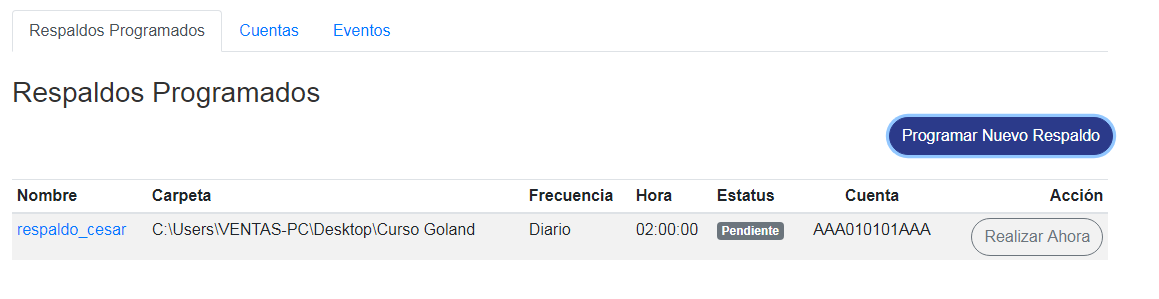 Respaldos Programados Cuentas Eventos
Respaldos Programados
Programar Nuevo Respaldo
Nombre Carpeta Frecuencia Hora Estatus Cuenta Acción
respaldo_cesar C:\Users\VENTAS-PC\Desktop\Curso Goland Diario 02:00:00 Pendiente AAA010101AAA Realizar Ahora